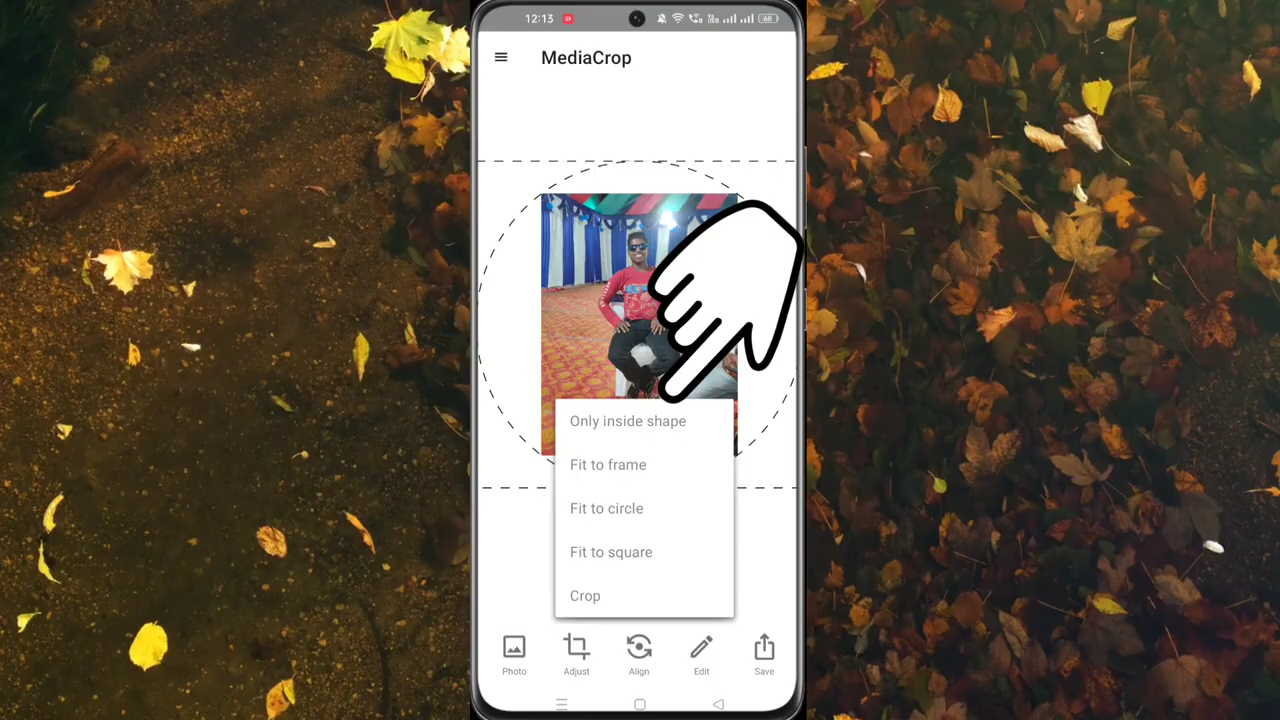 12:13
68
MediaCrop
Only inside shape
Fit to frame
Fit to circle
Fit to square
Crop
Photo
Adjust
Align
Edit
Save